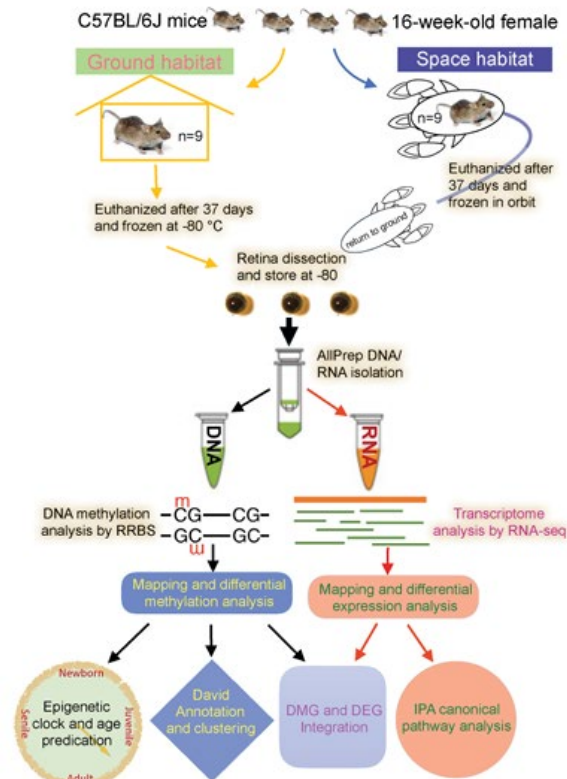 C57BL/6J mice
16-week-old female
Ground habitat
Space habitat
n=9
n=9
Euthanized after 37 days
and frozen at -80 °C
Euthanized after
37 days and
frozen in orbit
return to ground
Retina dissection
and store at -80
AllPrep DNA/
RNA isolation
DNA
RNA
DNA methylation
analysis by RRBS
m
CG CG
GC GC
m
Transcriptome
analysis by RNA-seq
Mapping and differential
methylation analysis
Mapping and differential
expression analysis
Newborn
Juvenile
Adult
Senile
Epigenetic
clock and age
predication
David
Annotation
and clustering
DMG and DEG
Integration
IPA canonical
pathway analysis